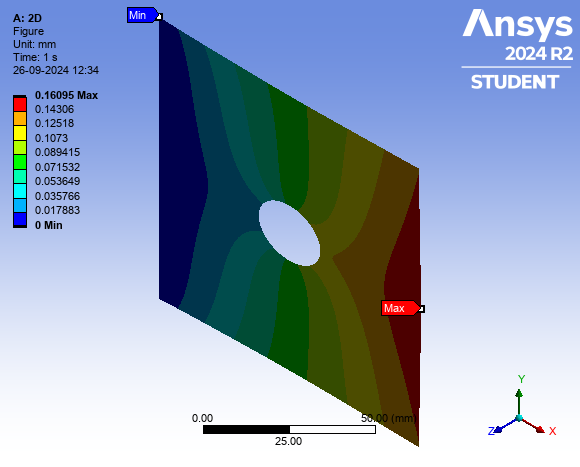 A: 2D
Figure
Unit: mm
Time: 1 s
26-09-2024 12:34
0.16095 Max
0.14306
0.12518
0.1073
0.089415
0.071532
0.053649
0.035766
0.017883
0 Min
Min
Ansys
2024 R2
STUDENT
Max
0.00
50.00 (mm)
25.00
Y
Z
X